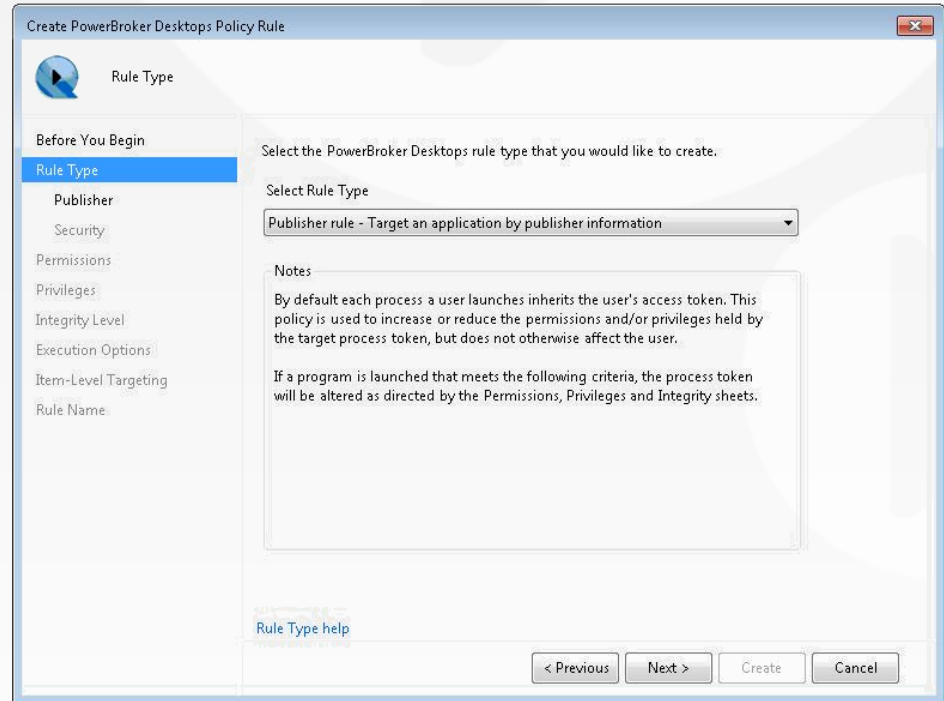 Create PowerBroker Desktops Policy Rule
Rule Type
Before You Begin
Rule Type
Publisher
Security
Permissions
Privileges
Integrity Level
Execution Options
Item-Level Targeting
Rule Name
Select the PowerBroker Desktops rule type that you would like to create.
Select Rule Type
Publisher rule - Target an application by publisher information
Notes
By default each process a user launches inherits the user's access token. This
policy is used to increase or reduce the permissions and/or privileges held by
the target process token, but does not otherwise affect the user.
If a program is launched that meets the following criteria, the process token
will be altered as directed by the Permissions, Privileges and Integrity sheets.
Rule Type help
< Previous
Next >
Create
Cancel